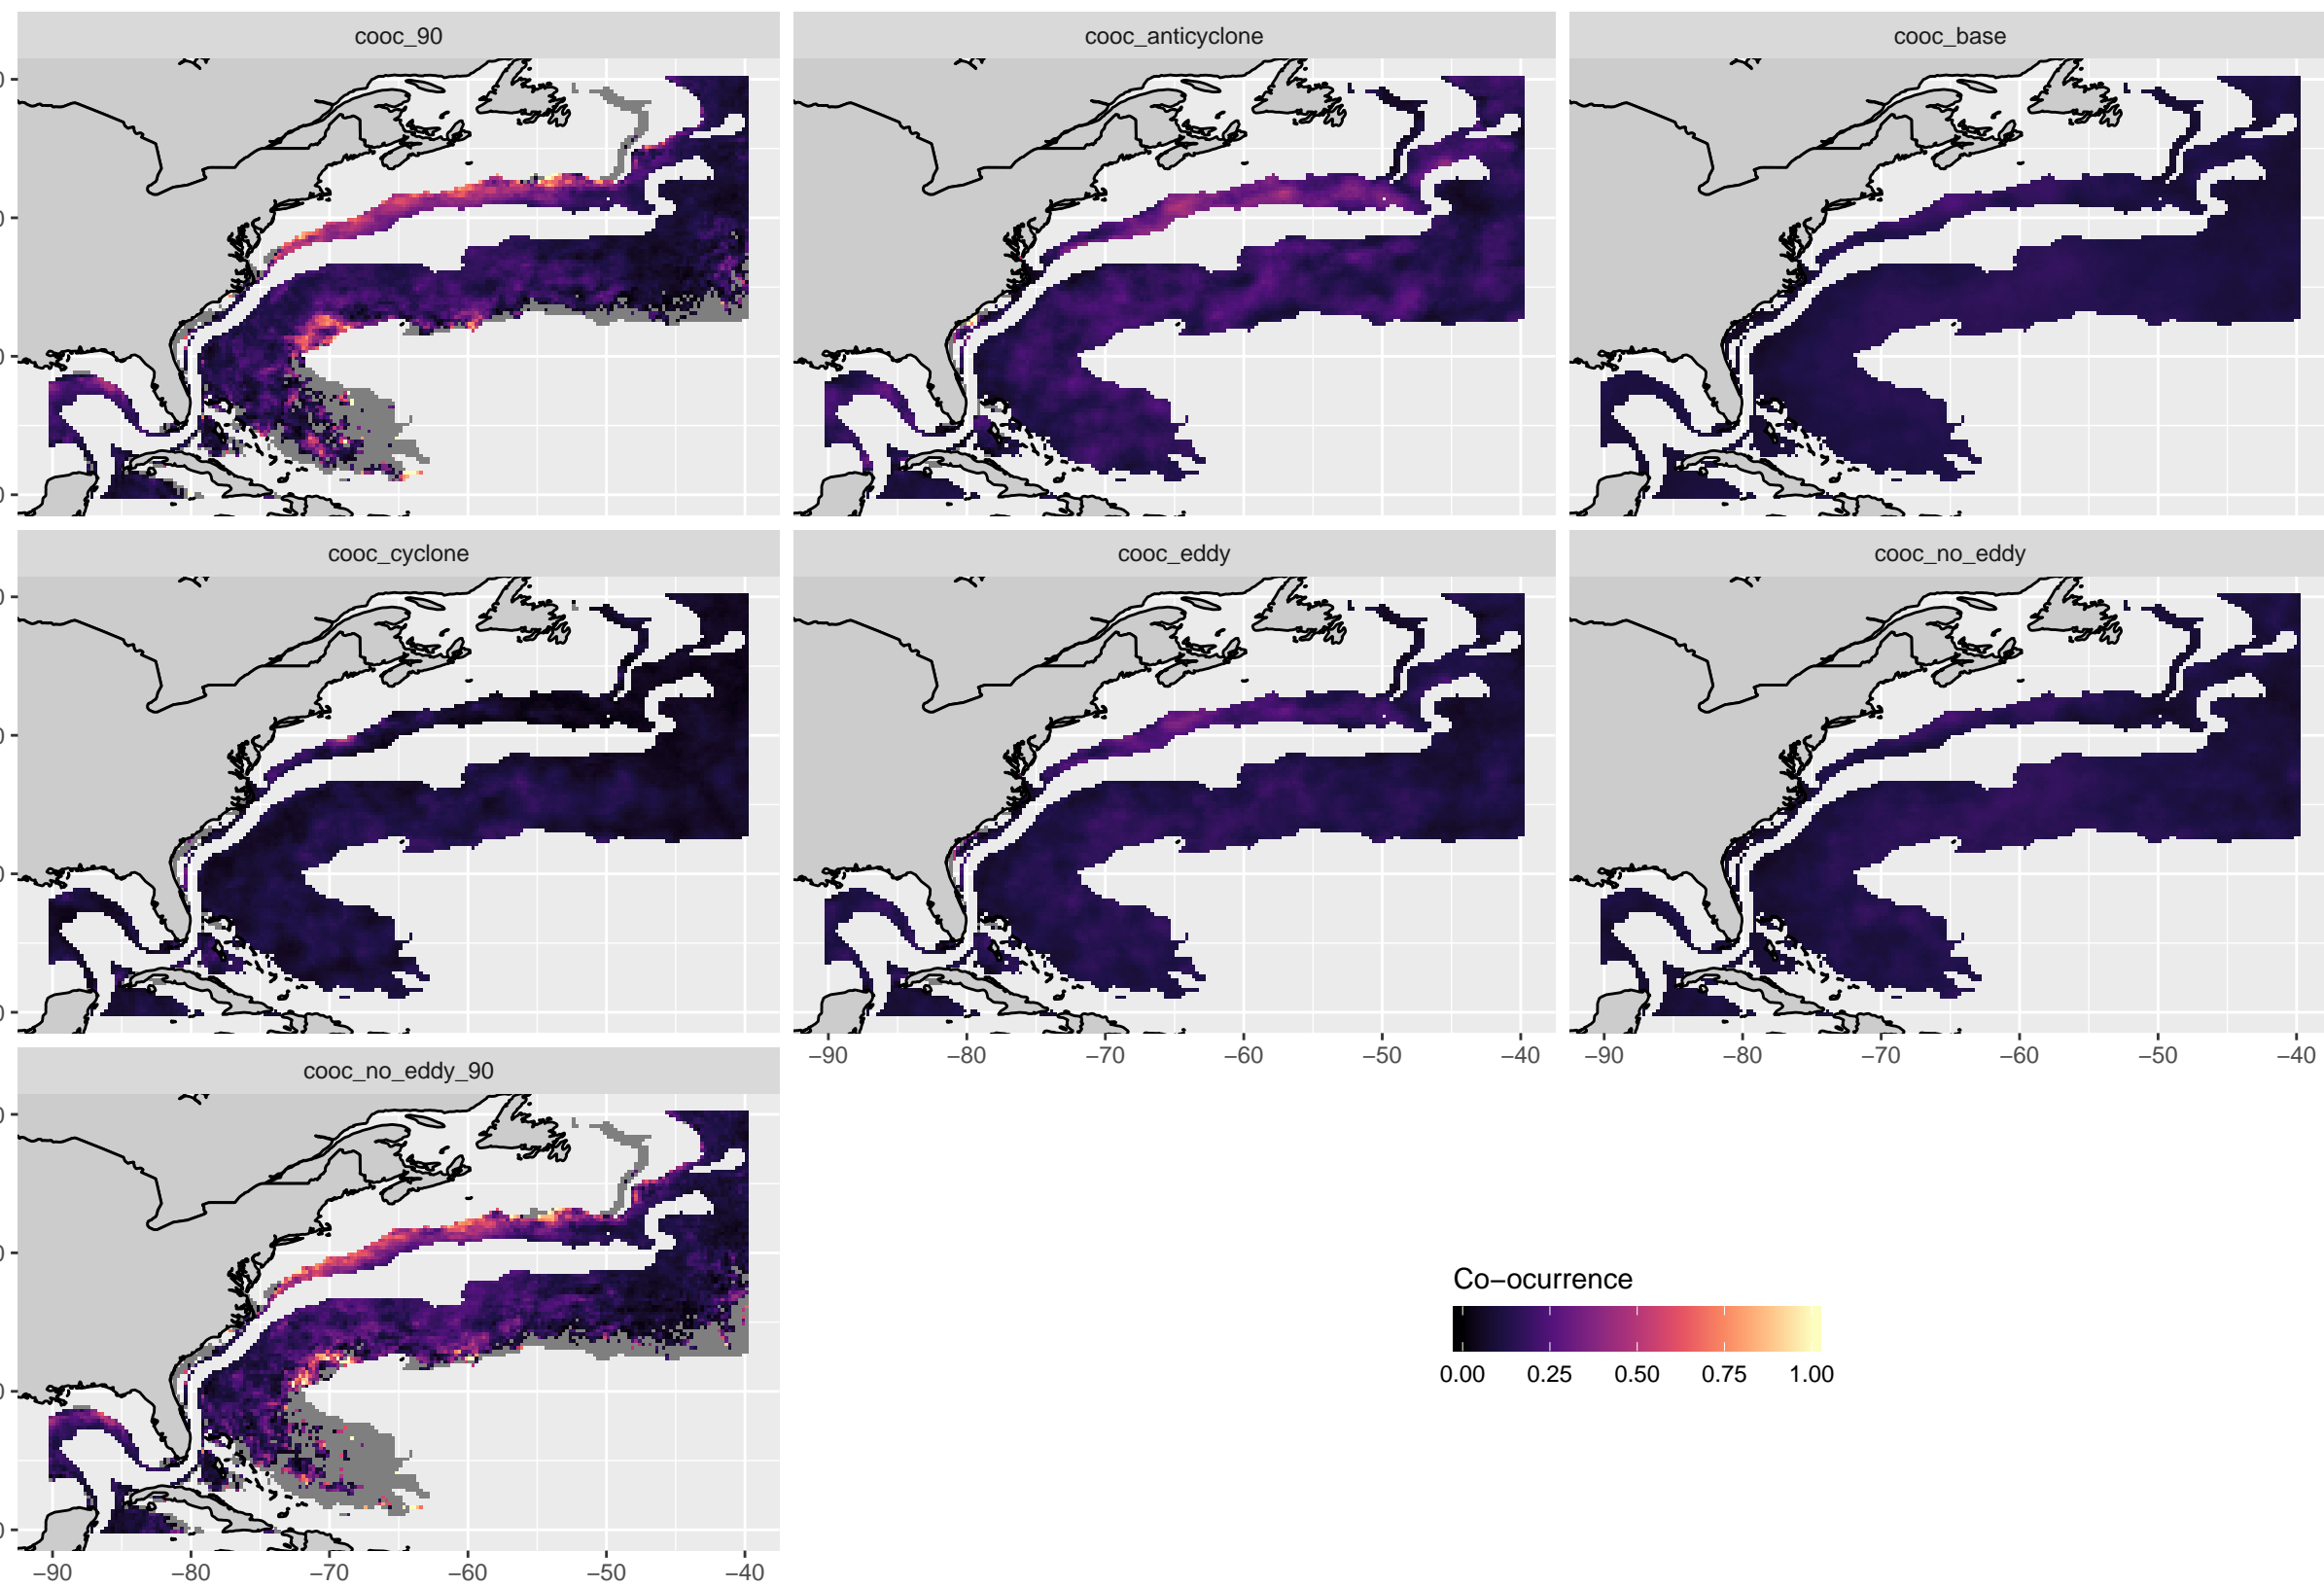 cooc_90 cooc_anticyclone cooc_base
cooc_cyclone cooc_eddy cooc_no_eddy
−90 −80 −70 −60 −50 −40 −90 −80 −70 −60 −50 −40
cooc_no_eddy_90
Co−ocurrence
0.00 0.25 0.50 0.75 1.00
−90 −80 −70 −60 −50 −40